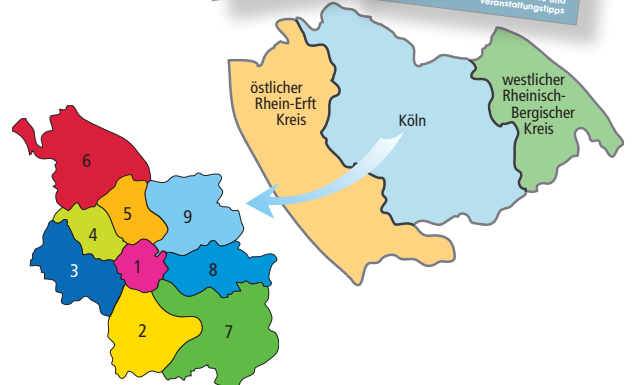 und
Veranstaltungstipps
östlicher
Rhein-Erft
Kreis
Köln
westlicher
Rheinisch-
Bergischer
Kreis
6
5
9
4
3
1
8
2
7